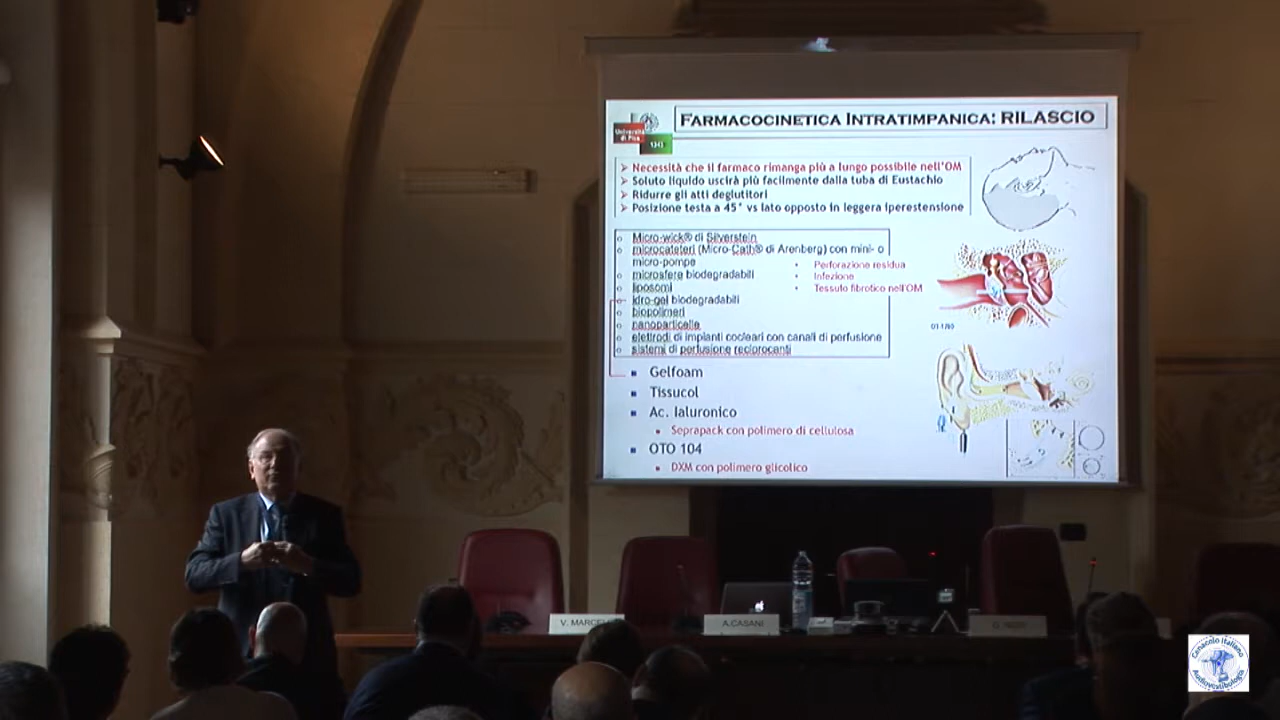 Università
di Pisa
FARMACOCINETICA INTRATIMPANICA: RILASCIO
Necessità che il farmaco rimanga più a lungo possibile nell'OM
Soluto liquido uscirà più facilmente dalla tuba di Eustachio
Ridurre gli atti deglutitori
Posizione testa a 45° vs lato opposto in leggera iperestensione
Micro-wick® di Silverstein
microcateteri (Micro-Cath® di Arenberg) con mini- o
micro-pompe
microsfere biodegradabili
liposomi
idro-gel biodegradabili
biopolimeri
nanoparticelle
elettrodi di impianti cocleari con canali di perfusione
sistemi di perfusione reciprocanti
Perforazione residua
Infezione
Tessuto fibrotico nell'OM
Gelfoam
Tissucol
Ac. Ialuronico
Seprapack con polimero di cellulosa
OTO 104
DXM con polimero glicolico
A.CASANI
Cenacolo Italiano
Audiovestibologia